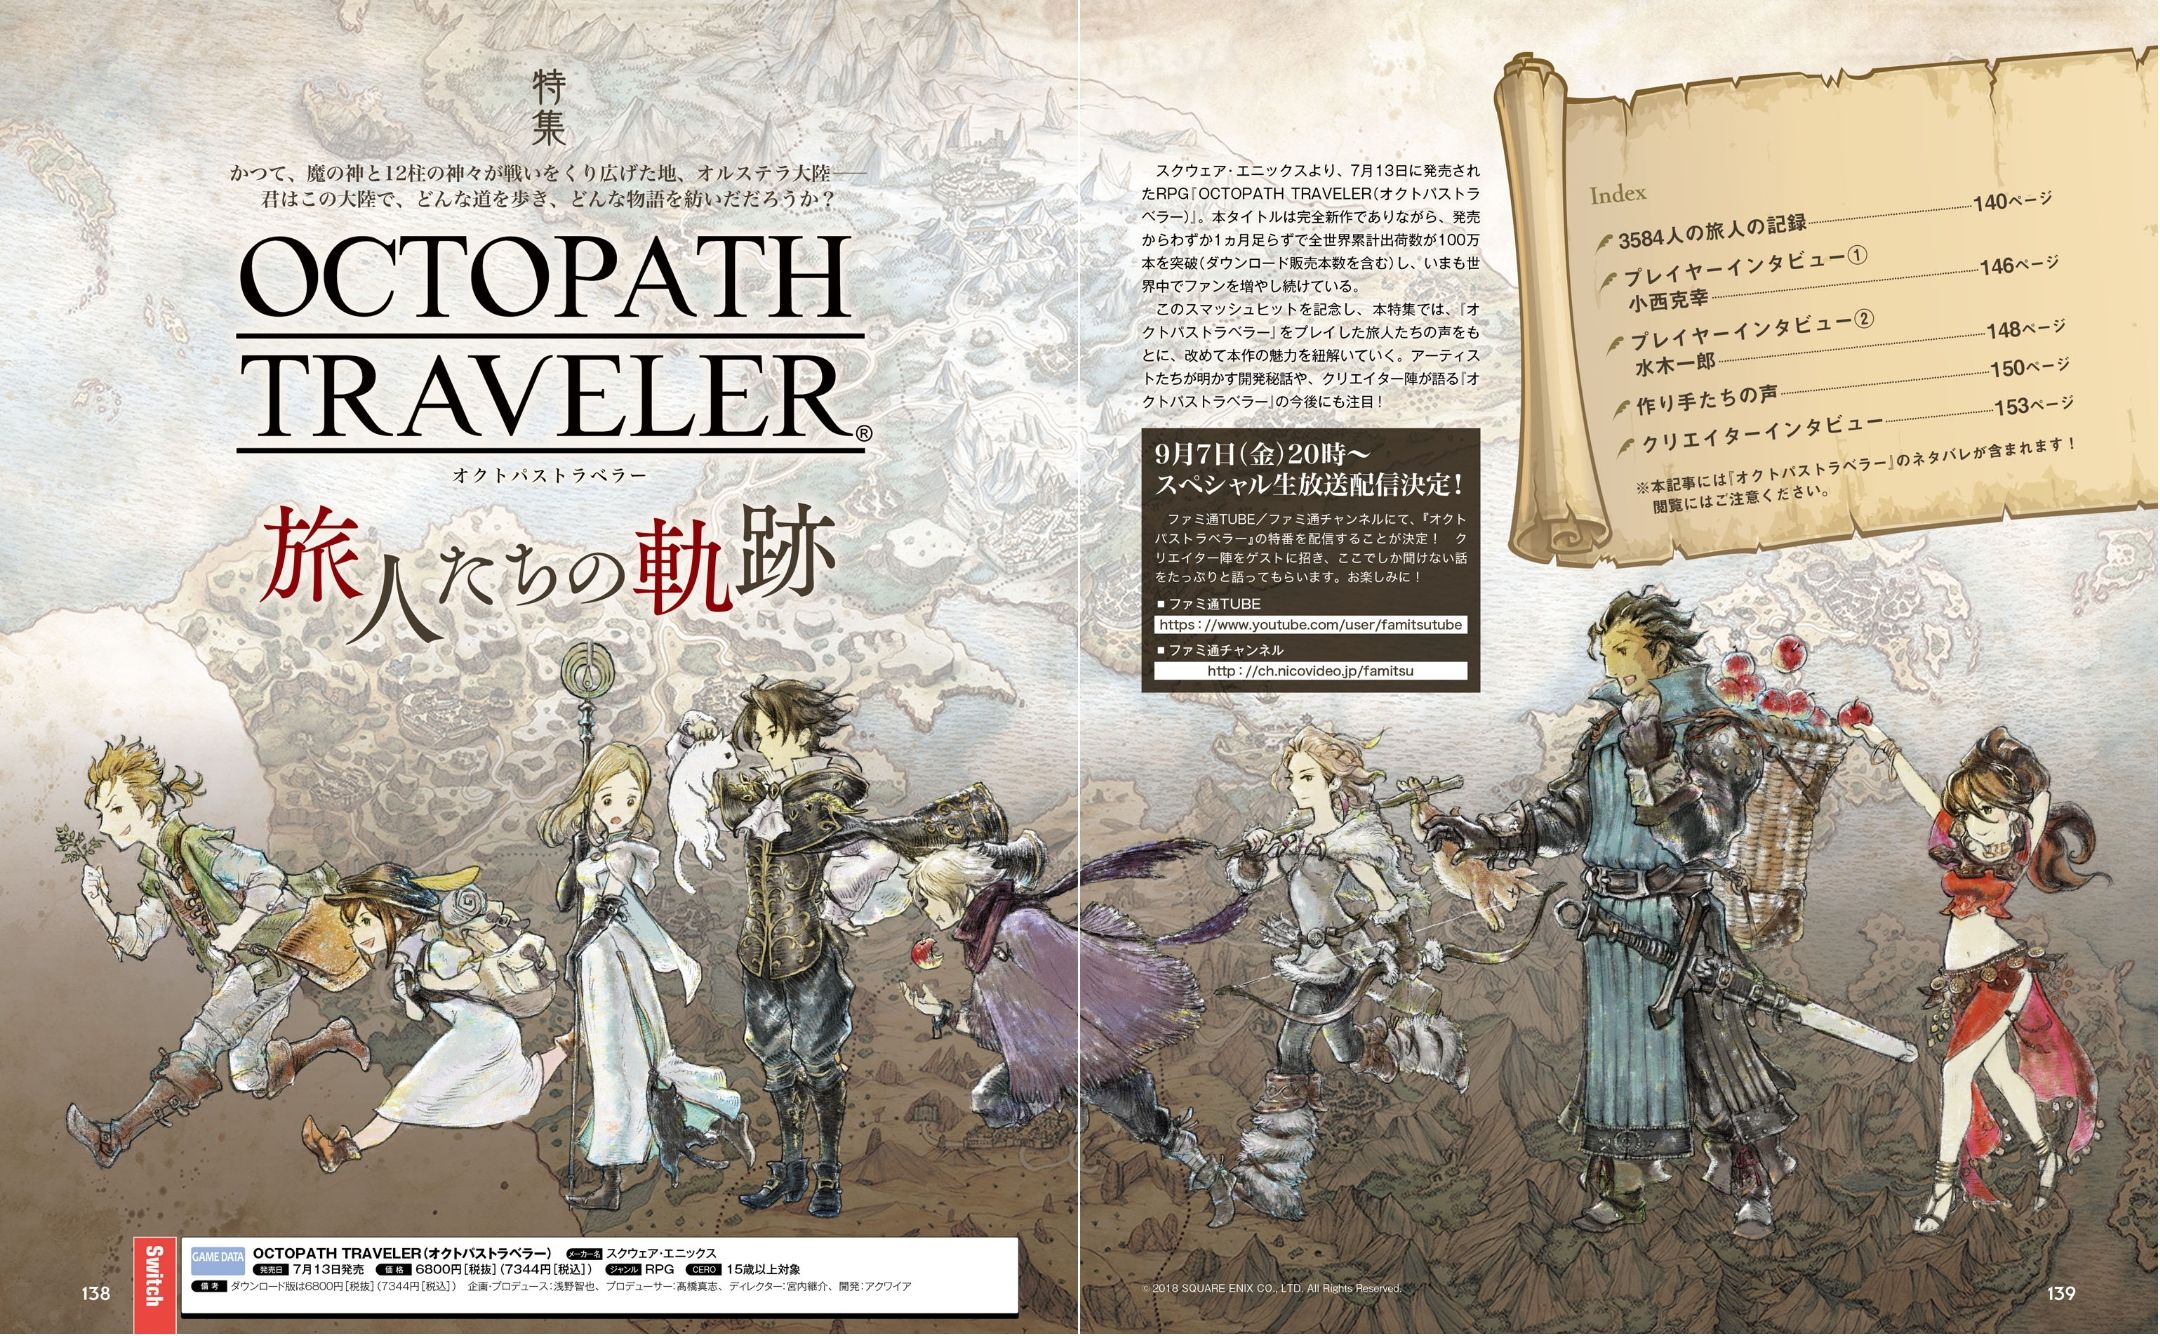 特集
かつて、魔の神と12柱の神々が戦いをくり広げた地、オルステラ大陸──
君はこの大陸で、どんな道を歩き、どんな物語を紡いだだろうか？
OCTOPATH
TRAVELER®
オクトパストラベラー
旅人たちの軌跡
Switch
GAME DATA
OCTOPATH TRAVELER（オクトパストラベラー） メーカー名 スクウェア・エニックス
発売日 7月13日発売 価格 6800円［税抜］（7344円［税込］） ジャンル RPG CERO 15歳以上対象
備考 ダウンロード版は6800円［税抜］（7344円［税込］） 企画・プロデュース：浅野智也、プロデューサー：髙橋真志、ディレクター：宮内継介、開発：アクワイア
138
スクウェア・エニックスより、7月13日に発売され
たRPG『OCTOPATH TRAVELER（オクトパストラ
ベラー）』。本タイトルは完全新作でありながら、発売
からわずか1ヵ月足らずで全世界累計出荷数が100万
本を突破（ダウンロード販売本数を含む）し、いまも世
界中でファンを増やし続けている。
このスマッシュヒットを記念し、本特集では、『オ
クトパストラベラー』をプレイした旅人たちの声をも
とに、改めて本作の魅力を紐解いていく。アーティス
トたちが明かす開発秘話や、クリエイター陣が語る『オ
クトパストラベラー』の今後にも注目！
9月7日（金）20時～
スペシャル生放送配信決定！
ファミ通TUBE／ファミ通チャンネルにて、『オクト
パストラベラー』の特番を配信することが決定！ ク
リエイター陣をゲストに招き、ここでしか聞けない話
をたっぷりと語ってもらいます。お楽しみに！
■ ファミ通TUBE
https：//www.youtube.com/user/famitsutube
■ ファミ通チャンネル
http：//ch.nicovideo.jp/famitsu
Index
3584人の旅人の記録 140ページ
プレイヤーインタビュー①
小西克幸 146ページ
プレイヤーインタビュー②
水木一郎 148ページ
作り手たちの声 150ページ
クリエイターインタビュー 153ページ
※本記事には『オクトパストラベラー』のネタバレが含まれます！
閲覧にはご注意ください。
© 2018 SQUARE ENIX CO., LTD. All Rights Reserved.
139